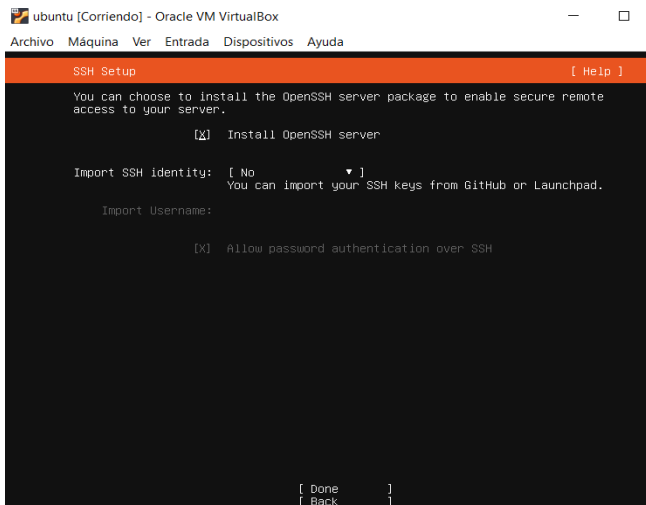 ubuntu [Corriendo] - Oracle VM VirtualBox
Archivo Máquina Ver Entrada Dispositivos Ayuda
SSH Setup [ Help ]
You can choose to install the OpenSSH server package to enable secure remote
access to your server.
[X] Install OpenSSH server
Import SSH identity: [ No ▼ ]
You can import your SSH keys from GitHub or Launchpad.
Import Username:
[X] Allow password authentication over SSH
[ Done ]
[ Back ]